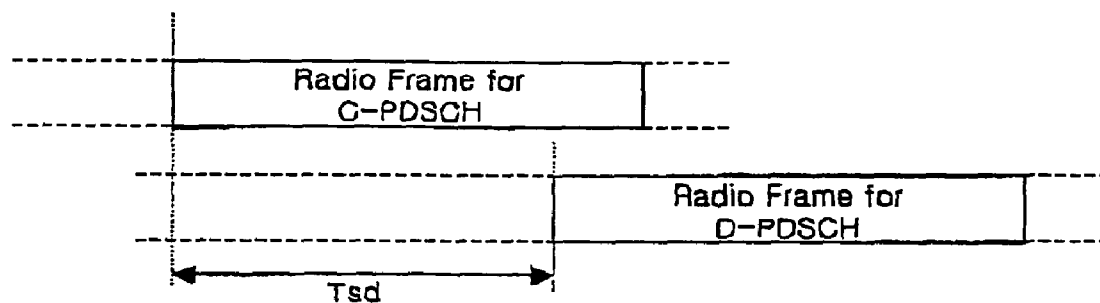 Radio Frame for
C-PDSCH
Radio Frame for
D-PDSCH
Tsd